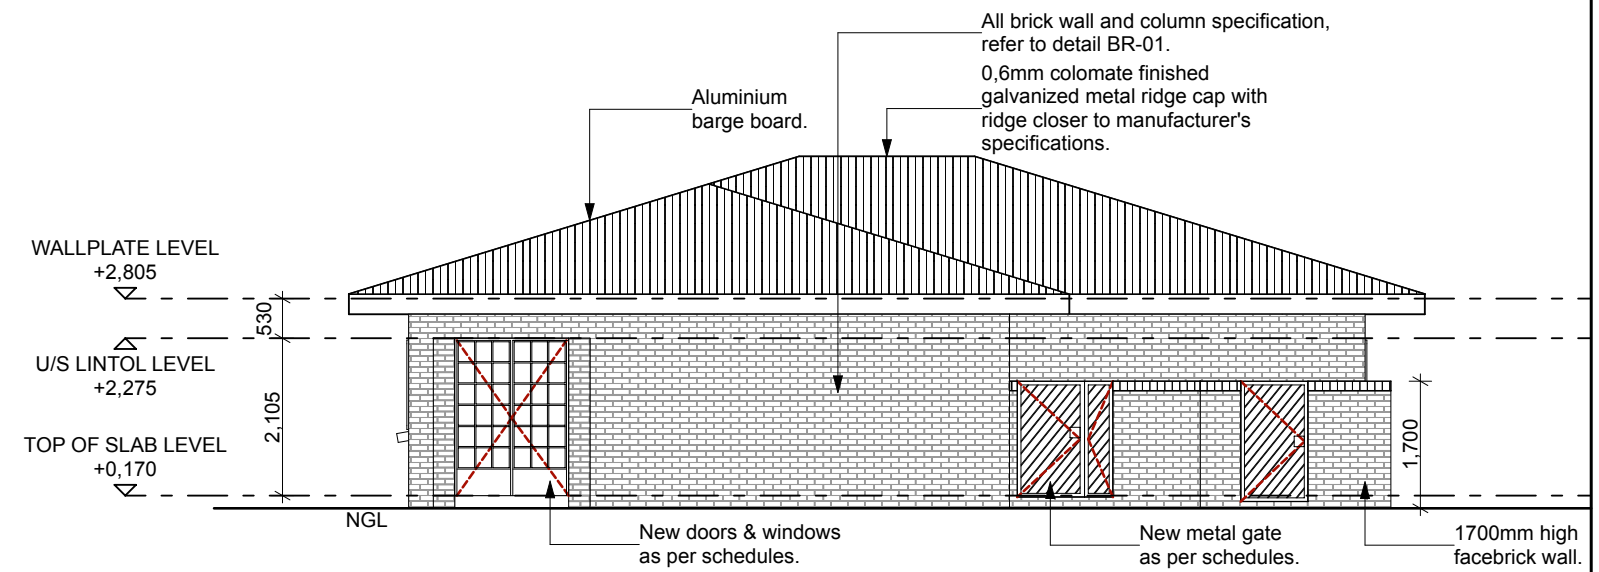 All brick wall and column specification,
refer to detail BR-01.
0,6mm colomate finished
galvanized metal ridge cap with
ridge closer to manufacturer's
specifications.
Aluminium
barge board.
WALLPLATE LEVEL
+2,805
530
U/S LINTOL LEVEL
+2,275
2,105
TOP OF SLAB LEVEL
+0,170
1,700
NGL
New doors & windows
as per schedules.
New metal gate
as per schedules.
1700mm high
facebrick wall.